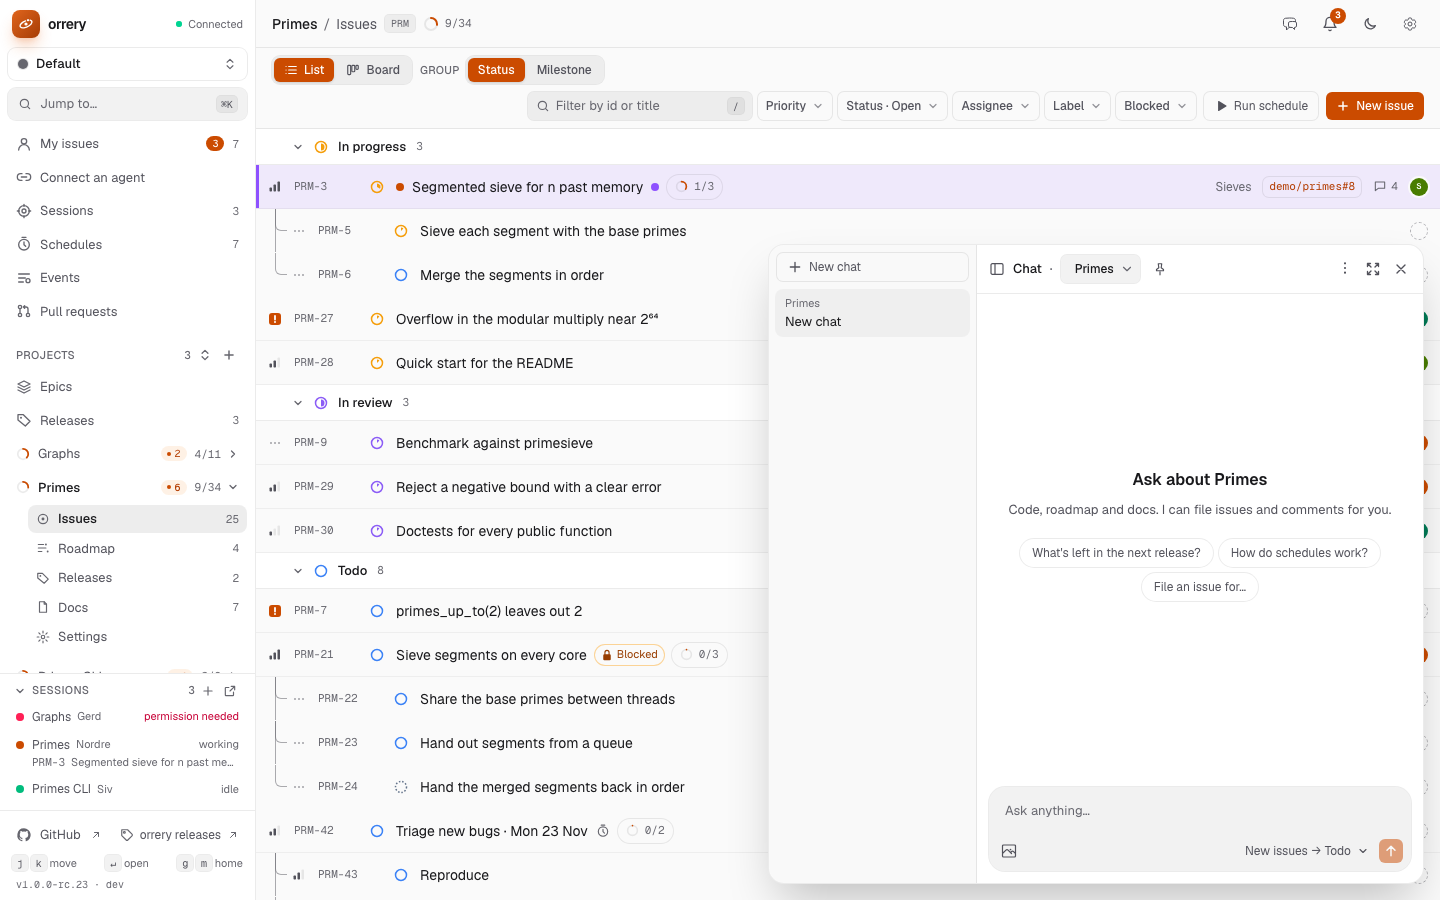 orrery
Connected
Default
Jump to…
⌘K
My issues 3 7
Connect an agent
Sessions 3
Schedules 7
Events
Pull requests
PROJECTS 3
Epics
Releases 3
Graphs 2 4/11
Primes 6 9/34
Issues 25
Roadmap 4
Releases 2
Docs 7
Settings
SESSIONS 3
Graphs Gerd permission needed
Primes Nordre working
PRM-3 Segmented sieve for n past me…
Primes CLI Siv idle
GitHub ↗ orrery releases ↗
j k move ↵ open g m home
v1.0.0-rc.23 · dev
Primes / Issues PRM 9/34
3
List Board GROUP Status Milestone
Filter by id or title /
Priority
Status · Open
Assignee
Label
Blocked
Run schedule
New issue
In progress 3
PRM-3 Segmented sieve for n past memory 1/3 Sieves demo/primes#8 4 S
PRM-5 Sieve each segment with the base primes
PRM-6 Merge the segments in order
PRM-27 Overflow in the modular multiply near 2⁶⁴
PRM-28 Quick start for the README
In review 3
PRM-9 Benchmark against primesieve
PRM-29 Reject a negative bound with a clear error
PRM-30 Doctests for every public function
Todo 8
PRM-7 primes_up_to(2) leaves out 2
PRM-21 Sieve segments on every core Blocked 0/3
PRM-22 Share the base primes between threads
PRM-23 Hand out segments from a queue
PRM-24 Hand the merged segments back in order
PRM-42 Triage new bugs · Mon 23 Nov 0/2
PRM-43 Reproduce
New chat
Primes
New chat
Chat · Primes
Ask about Primes
Code, roadmap and docs. I can file issues and comments for you.
What's left in the next release?
How do schedules work?
File an issue for…
Ask anything…
New issues → Todo